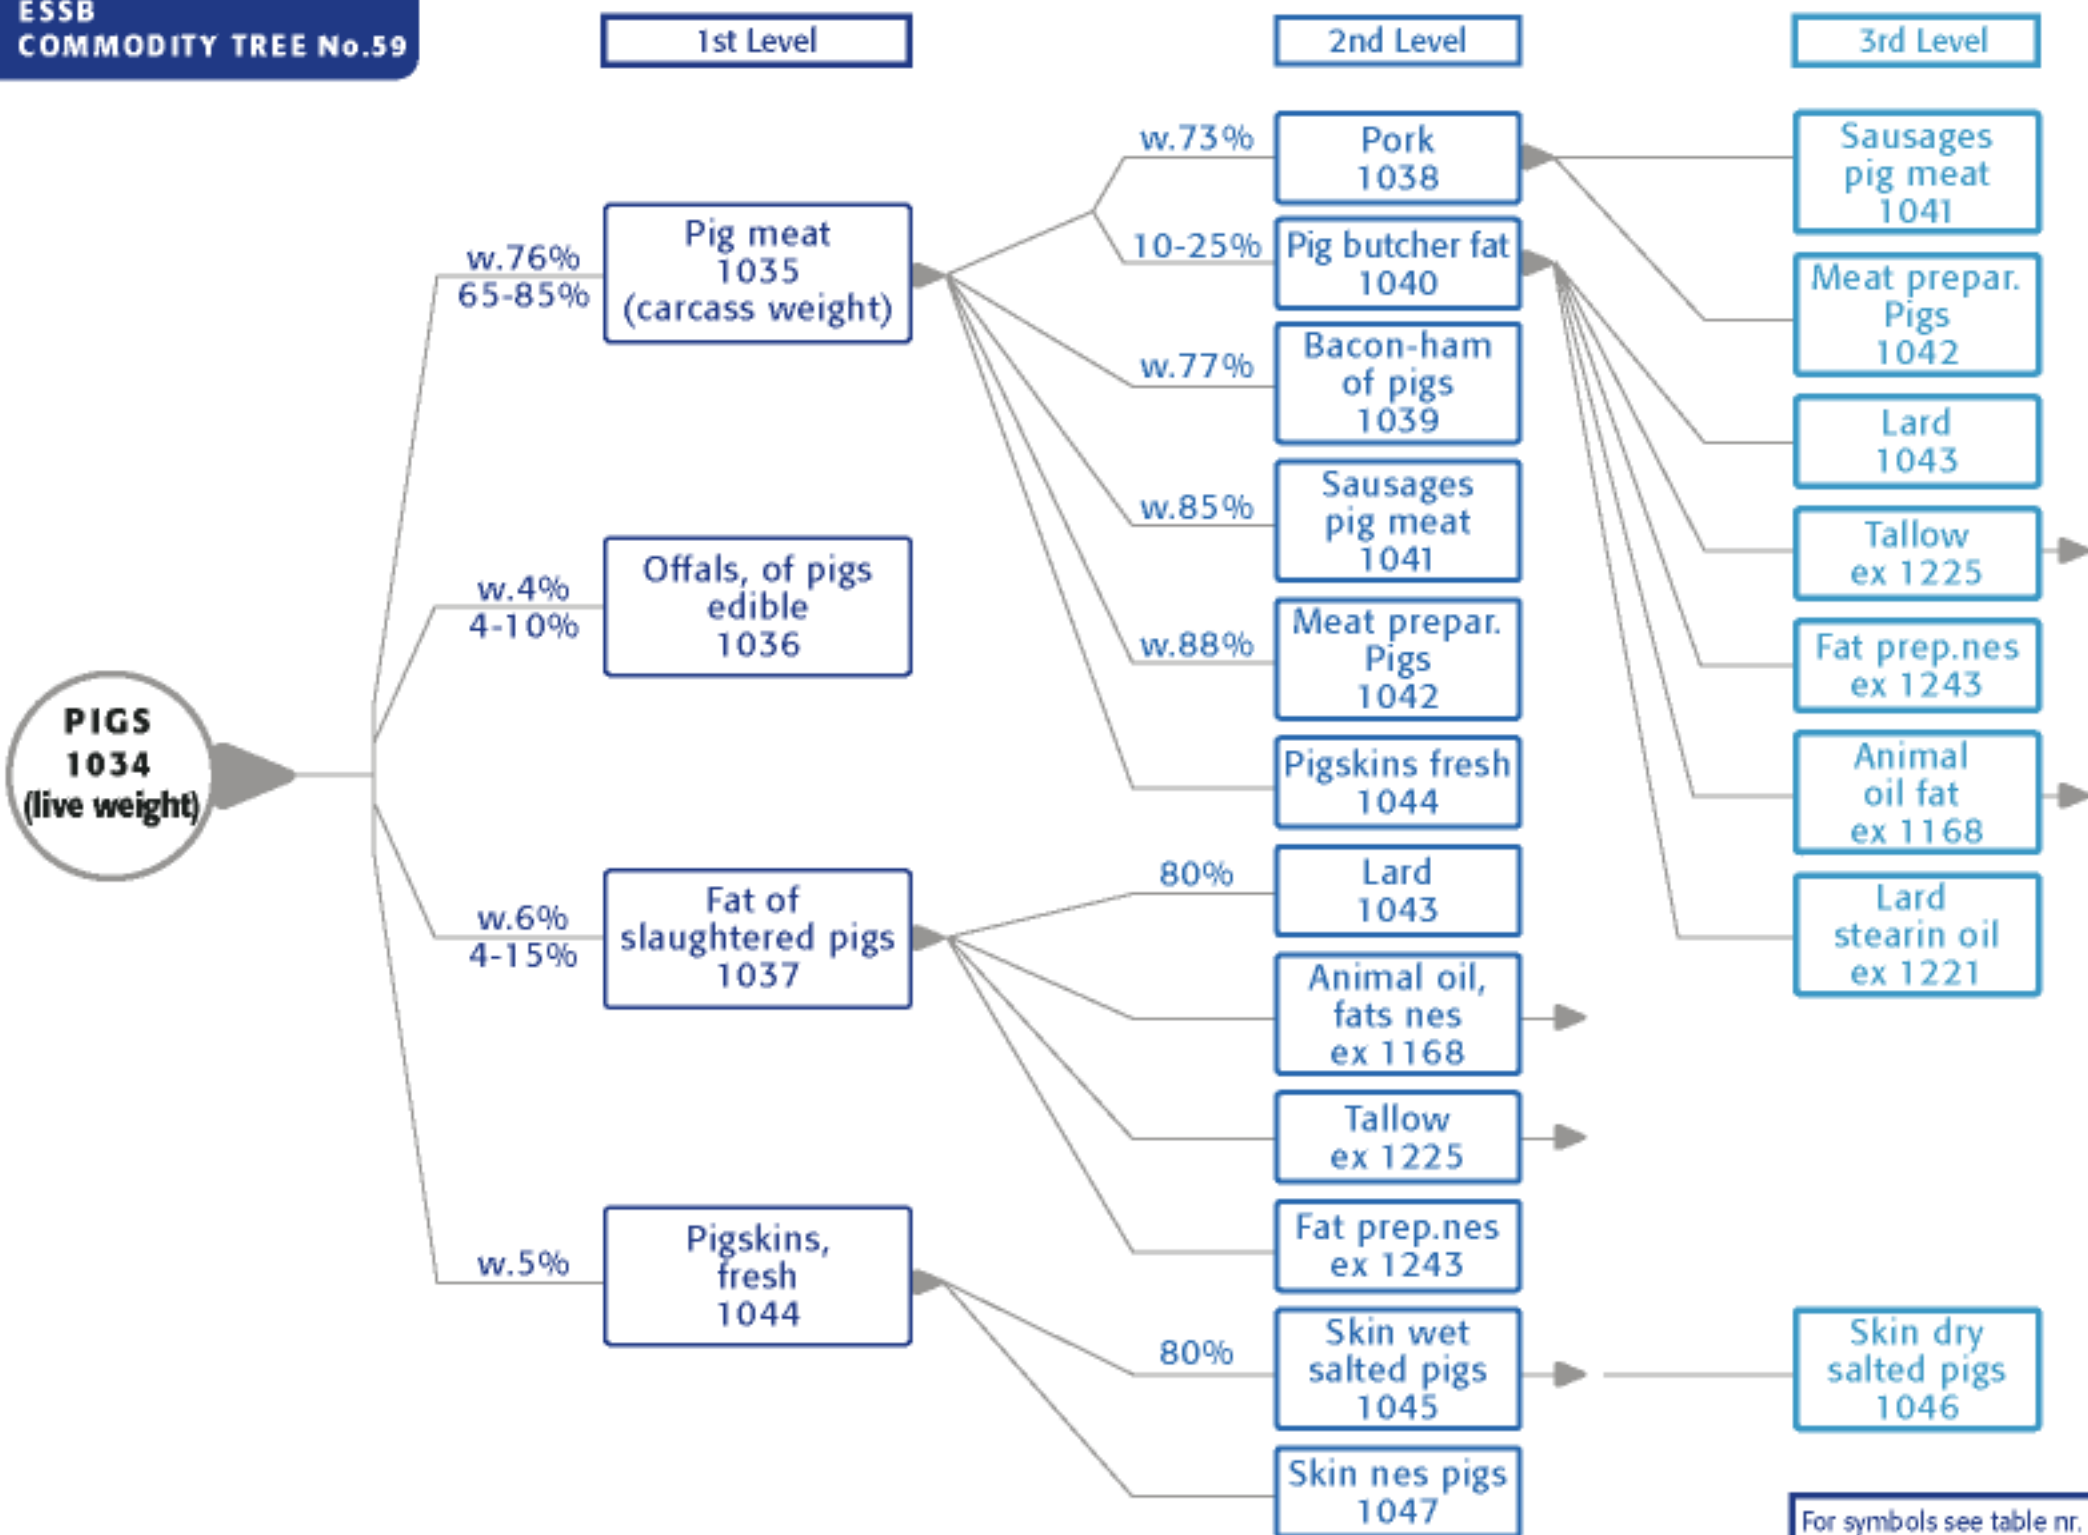 ESSB
COMMODITY TREE No.59
1st Level
2nd Level
3rd Level
PIGS
1034
(live weight)
w.76%
65-85%
Pig meat
1035
(carcass weight)
w.4%
4-10%
Offals, of pigs
edible
1036
w.6%
4-15%
Fat of
slaughtered pigs
1037
w.5%
Pigskins,
fresh
1044
w.73%
Pork
1038
10-25%
Pig butcher fat
1040
w.77%
Bacon-ham
of pigs
1039
w.85%
Sausages
pig meat
1041
w.88%
Meat prepar.
Pigs
1042
Pigskins fresh
1044
80%
Lard
1043
Animal oil,
fats nes
ex 1168
Tallow
ex 1225
Fat prep.nes
ex 1243
80%
Skin wet
salted pigs
1045
Skin nes pigs
1047
Sausages
pig meat
1041
Meat prepar.
Pigs
1042
Lard
1043
Tallow
ex 1225
Fat prep.nes
ex 1243
Animal
oil fat
ex 1168
Lard
stearin oil
ex 1221
Skin dry
salted pigs
1046
For symbols see table nr.